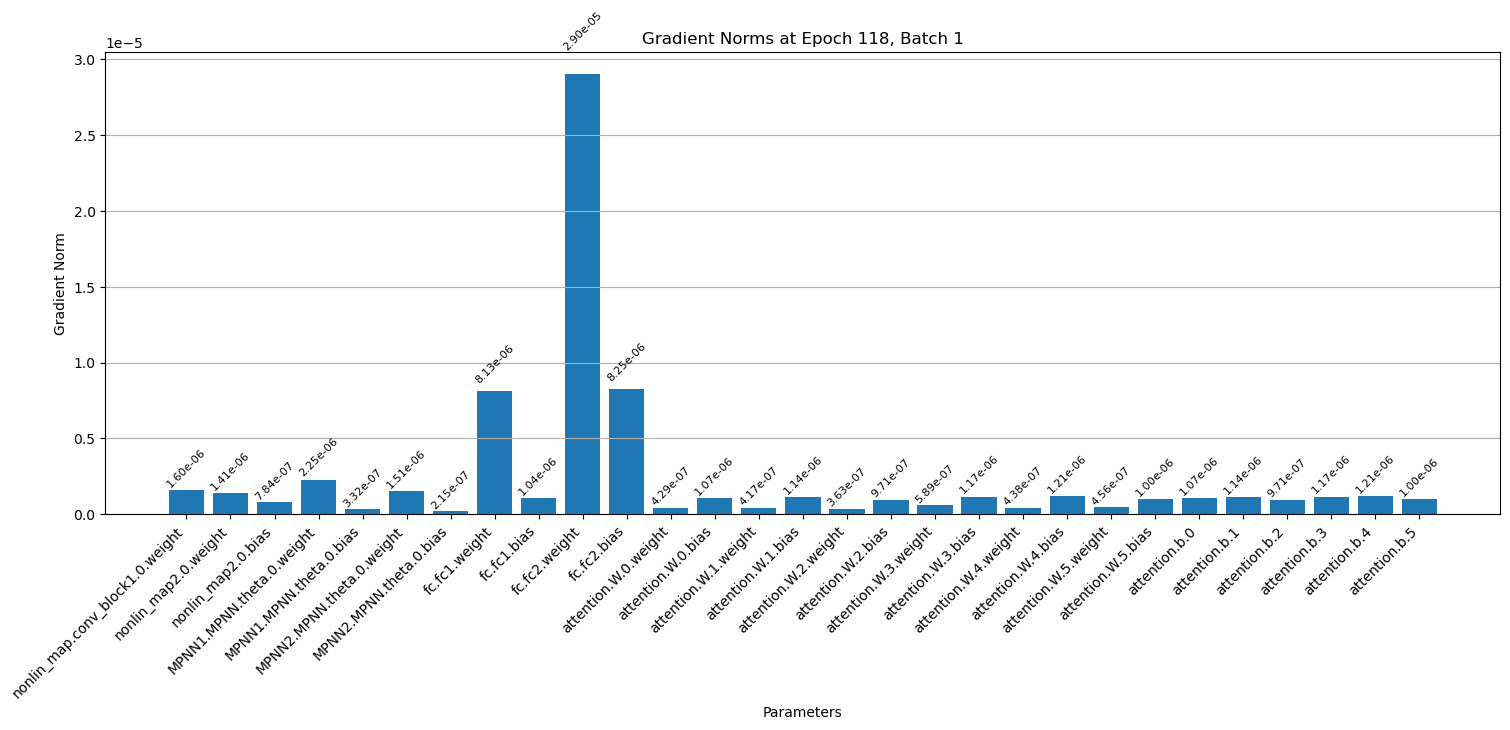 Gradient Norms at Epoch 118, Batch 1
1e−5
3.0
2.5
2.0
1.5
1.0
0.5
0.0
Gradient Norm
1.60e-06
1.41e-06
7.84e-07
2.25e-06
3.32e-07
1.51e-06
2.15e-07
8.13e-06
1.04e-06
2.90e-05
8.25e-06
4.29e-07
1.07e-06
4.17e-07
1.14e-06
3.63e-07
9.71e-07
5.89e-07
1.17e-06
4.38e-07
1.21e-06
4.56e-07
1.00e-06
1.07e-06
1.14e-06
9.71e-07
1.17e-06
1.21e-06
1.00e-06
nonlin_map.conv_block1.0.weight
nonlin_map2.0.weight
nonlin_map2.0.bias
MPNN1.MPNN.theta.0.weight
MPNN1.MPNN.theta.0.bias
MPNN2.MPNN.theta.0.weight
MPNN2.MPNN.theta.0.bias
fc.fc1.weight
fc.fc1.bias
fc.fc2.weight
fc.fc2.bias
attention.W.0.weight
attention.W.0.bias
attention.W.1.weight
attention.W.1.bias
attention.W.2.weight
attention.W.2.bias
attention.W.3.weight
attention.W.3.bias
attention.W.4.weight
attention.W.4.bias
attention.W.5.weight
attention.W.5.bias
attention.b.0
attention.b.1
attention.b.2
attention.b.3
attention.b.4
attention.b.5
Parameters